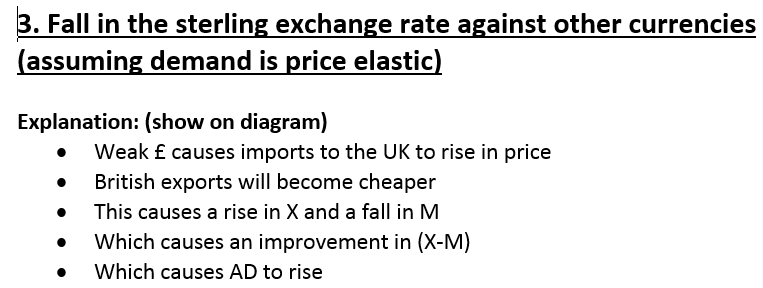 3. Fall in the sterling exchange rate against other currencies
(assuming demand is price elastic)
Explanation: (show on diagram)
• Weak £ causes imports to the UK to rise in price
• British exports will become cheaper
• This causes a rise in X and a fall in M
• Which causes an improvement in (X-M)
• Which causes AD to rise